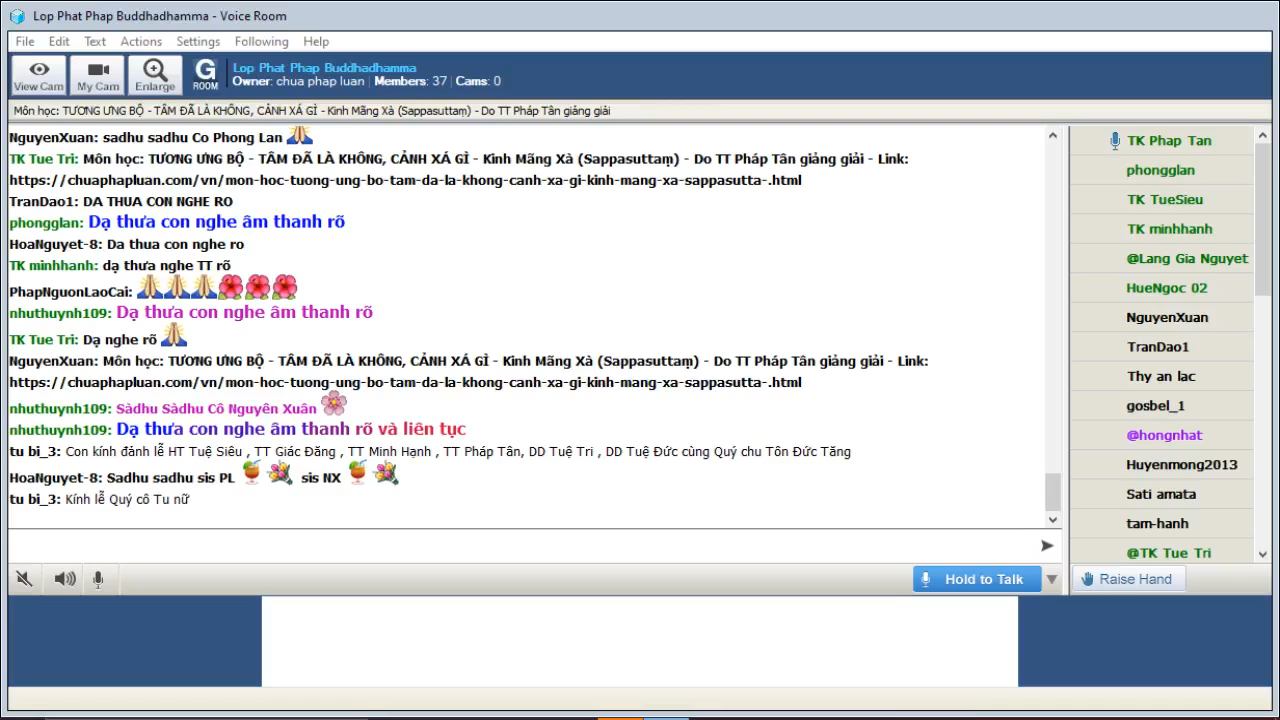 Lop Phat Phap Buddhadhamma - Voice Room
File Edit Text Actions Settings Following Help
View Cam My Cam Enlarge G ROOM
Lop Phat Phap Buddhadhamma
Owner: chua phap luan Members: 37 Cams: 0
Môn học: TƯƠNG ƯNG BỘ - TÂM ĐÃ LÀ KHÔNG, CẢNH XÁ GÌ - Kinh Mãng Xà (Sappasuttaṃ) - Do TT Pháp Tân giảng giải
NguyenXuan: sadhu sadhu Co Phong Lan
TK Tue Tri: Môn học: TƯƠNG ƯNG BỘ - TÂM ĐÃ LÀ KHÔNG, CẢNH XÁ GÌ - Kinh Mãng Xà (Sappasuttaṃ) - Do TT Pháp Tân giảng giải - Link:
https://chuaphapluan.com/vn/mon-hoc-tuong-ung-bo-tam-da-la-khong-canh-xa-gi-kinh-mang-xa-sappasutta-.html
TranDao1: DA THUA CON NGHE RO
phongglan: Dạ thưa con nghe âm thanh rõ
HoaNguyet-8: Da thua con nghe ro
TK minhhanh: dạ thưa nghe TT rõ
PhapNguonLaoCai:
nhuthuynh109: Dạ thưa con nghe âm thanh rõ
TK Tue Tri: Dạ nghe rõ
NguyenXuan: Môn học: TƯƠNG ƯNG BỘ - TÂM ĐÃ LÀ KHÔNG, CẢNH XÁ GÌ - Kinh Mãng Xà (Sappasuttaṃ) - Do TT Pháp Tân giảng giải - Link:
https://chuaphapluan.com/vn/mon-hoc-tuong-ung-bo-tam-da-la-khong-canh-xa-gi-kinh-mang-xa-sappasutta-.html
nhuthuynh109: Sàdhu Sàdhu Cô Nguyên Xuân
nhuthuynh109: Dạ thưa con nghe âm thanh rõ và liên tục
tu bi_3: Con kính đảnh lễ HT Tuệ Siêu , TT Giác Đăng , TT Minh Hạnh , TT Pháp Tân, DD Tuệ Tri , DD Tuệ Đức cùng Quý chu Tôn Đức Tăng
HoaNguyet-8: Sadhu sadhu sis PL sis NX
tu bi_3: Kính lễ Quý cô Tu nữ
TK Phap Tan
phongglan
TK TueSieu
TK minhhanh
@Lang Gia Nguyet
HueNgoc 02
NguyenXuan
TranDao1
Thy an lac
gosbel_1
@hongnhat
Huyenmong2013
Sati amata
tam-hanh
@TK Tue Tri
Hold to Talk
Raise Hand